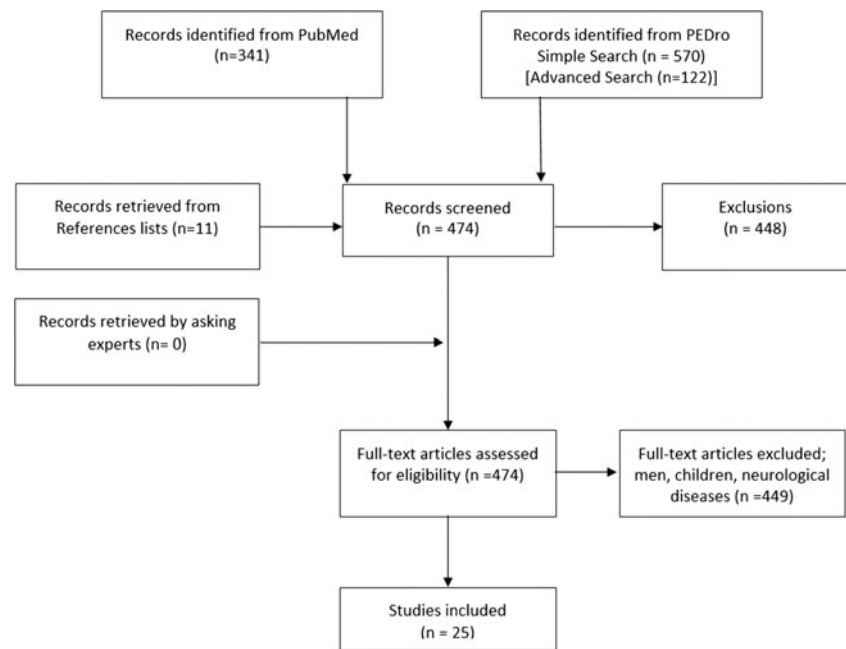 Records identified from PubMed
(n=341)
Records identified from PEDro
Simple Search (n = 570)
[Advanced Search (n=122)]
Records retrieved from
References lists (n=11)
Records screened
(n = 474)
Exclusions
(n = 448)
Records retrieved by asking
experts (n= 0)
Full-text articles assessed
for eligibility (n =474)
Full-text articles excluded;
men, children, neurological
diseases (n =449)
Studies included
(n = 25)